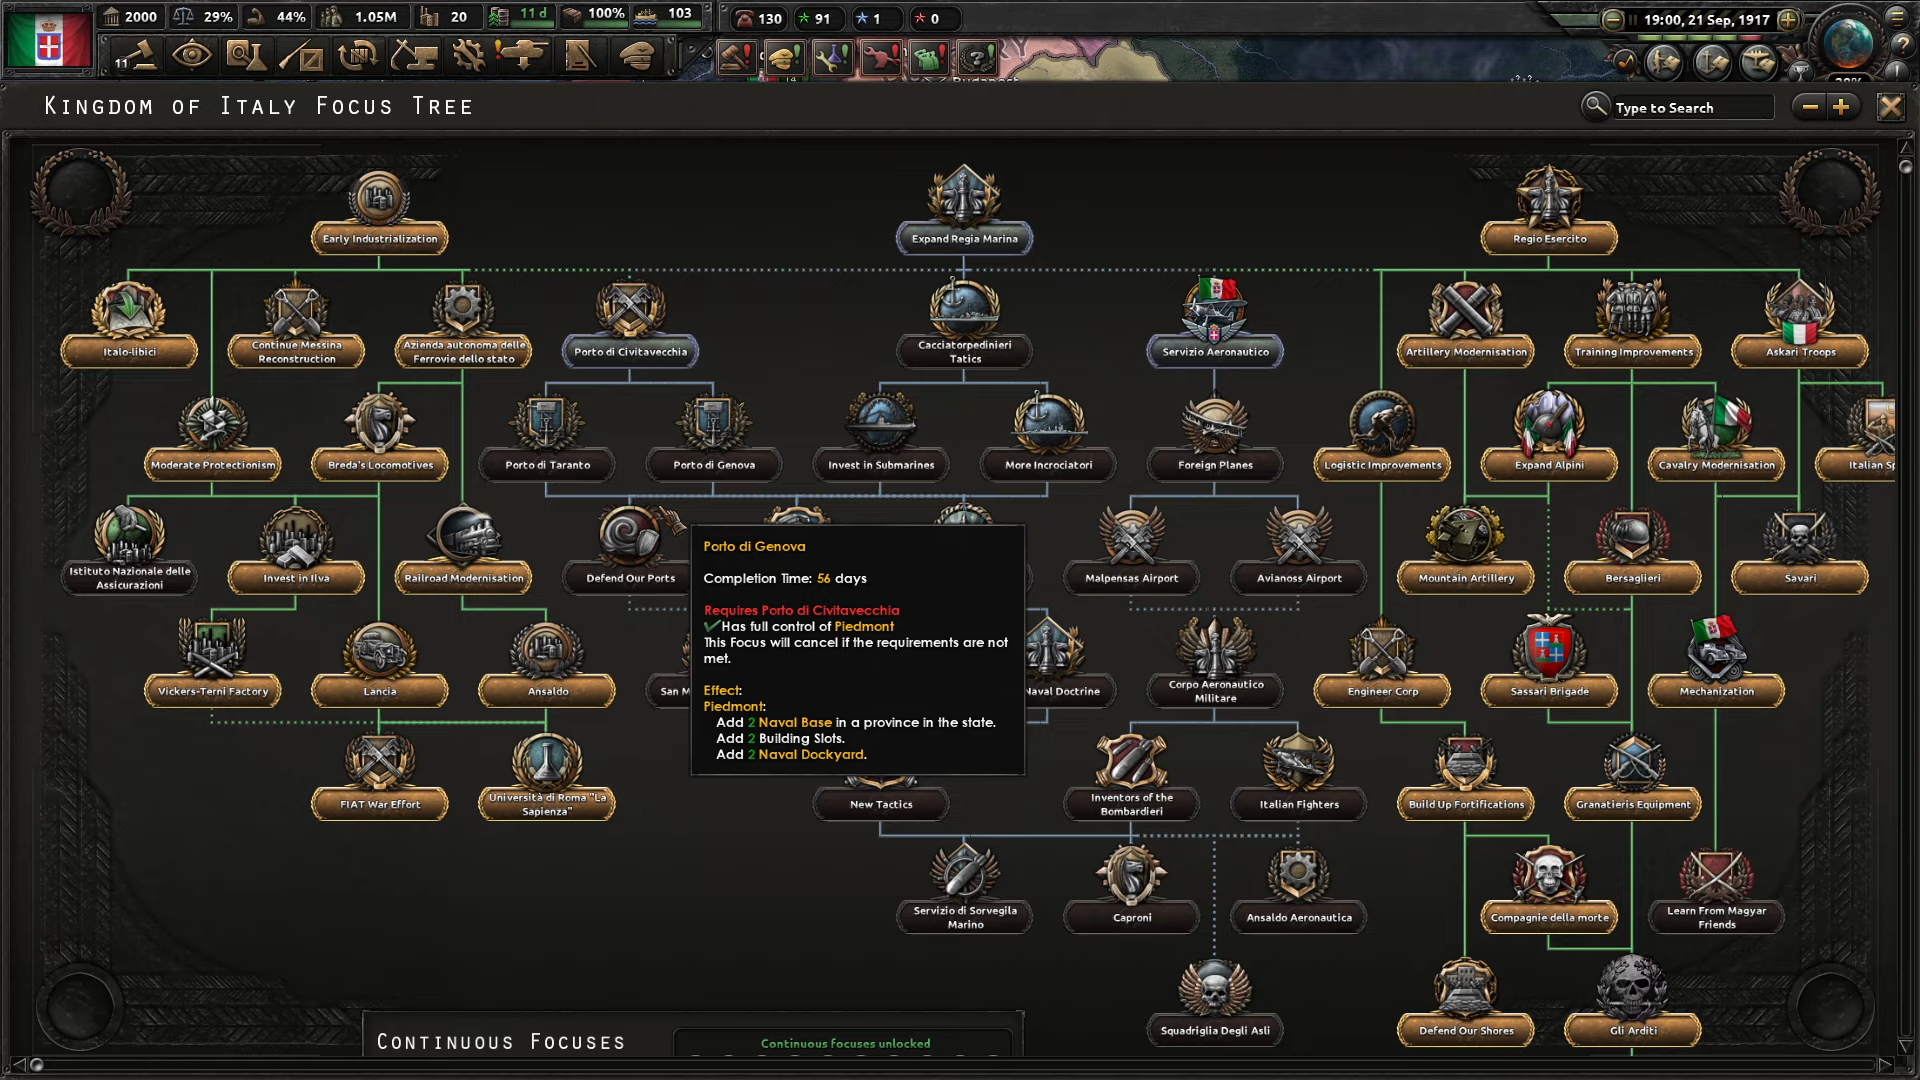 2000
29%
44%
1.05M
20
11 d
100%
103
130
91
1
0
19:00, 21 Sep, 1917
11
Budapest
Kingdom of Italy Focus Tree
Type to Search
Early Industrialization
Expand Regia Marina
Regio Esercito
Italo-libici
Continue Messina
Reconstruction
Azienda autonoma delle
Ferrovie dello stato
Porto di Civitavecchia
Cacciatorpedinieri
Tatics
Servizio Aeronautico
Artillery Modernisation
Training Improvements
Askari Troops
Moderate Protectionism
Breda's Locomotives
Porto di Taranto
Porto di Genova
Invest in Submarines
More Incrociatori
Foreign Planes
Logistic Improvements
Expand Alpini
Cavalry Modernisation
Italian Sp
Istituto Nazionale delle
Assicurazioni
Invest in Ilva
Railroad Modernisation
Defend Our Ports
Malpensas Airport
Avianoss Airport
Mountain Artillery
Bersaglieri
Savari
Porto di Genova
Completion Time: 56 days
Requires Porto di Civitavecchia
Has full control of Piedmont
This Focus will cancel if the requirements are not
met.
Effect:
Piedmont:
Add 2 Naval Base in a province in the state.
Add 2 Building Slots.
Add 2 Naval Dockyard.
Vickers-Terni Factory
Lancia
Ansaldo
San M
Naval Doctrine
Corpo Aeronautico
Militare
Engineer Corp
Sassari Brigade
Mechanization
FIAT War Effort
Università di Roma "La
Sapienza"
New Tactics
Inventors of the
Bombardieri
Italian Fighters
Build Up Fortifications
Granatieris Equipment
Servizio di Sorvegila
Marino
Caproni
Ansaldo Aeronautica
Compagnie della morte
Learn From Magyar
Friends
Squadriglia Degli Asli
Defend Our Shores
Gli Arditi
Continuous Focuses
Continuous focuses unlocked